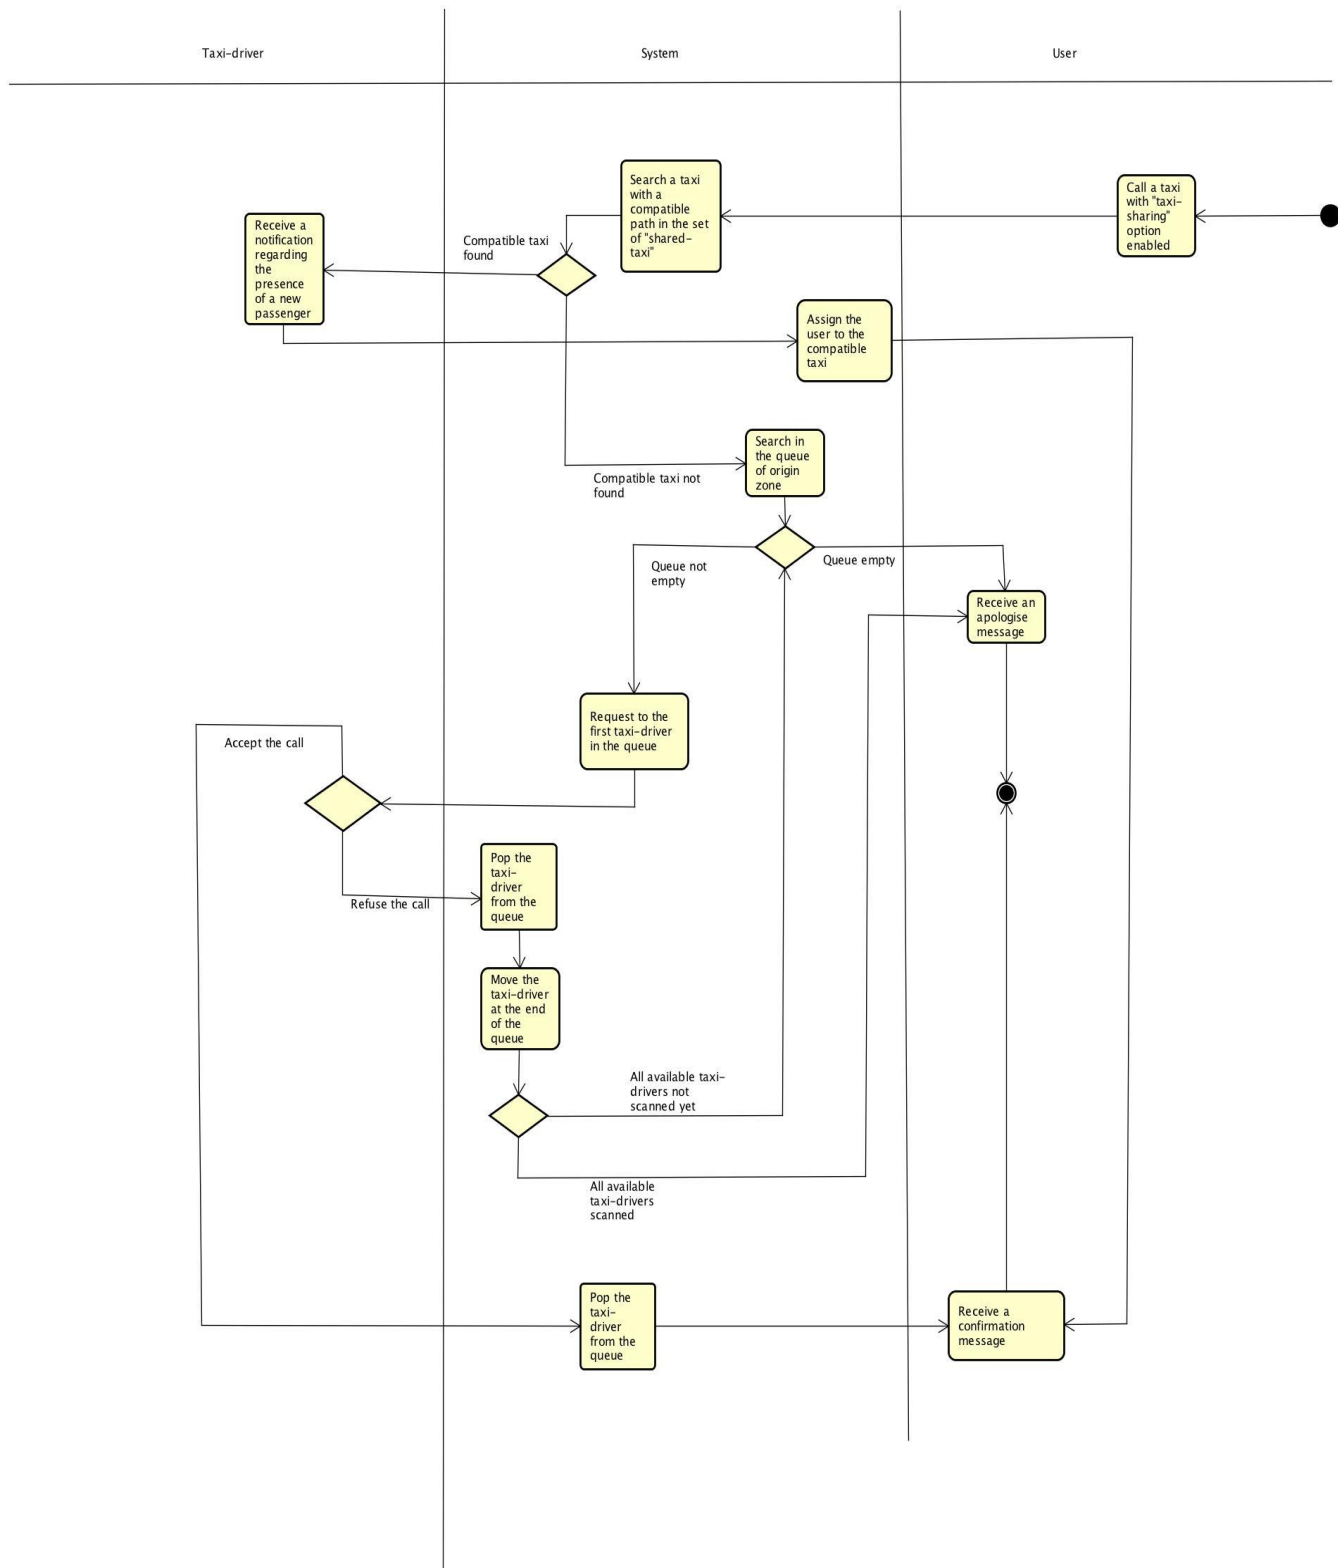 Taxi-driver
System
User
Search a taxi
with a
compatible
path in the set
of "shared-
taxi"
Call a taxi
with "taxi-
sharing"
option
enabled
Receive a
notification
regarding
the
presence
of a new
passenger
Compatible taxi
found
Assign the
user to the
compatible
taxi
Search in
the queue
of origin
zone
Compatible taxi not
found
Queue not
empty
Queue empty
Receive an
apologise
message
Request to the
first taxi-driver
in the queue
Accept the call
Pop the
taxi-
driver
from the
queue
Refuse the call
Move the
taxi-driver
at the end
of the
queue
All available taxi-
drivers not
scanned yet
All available
taxi-drivers
scanned
Pop the
taxi-
driver
from the
queue
Receive a
confirmation
message